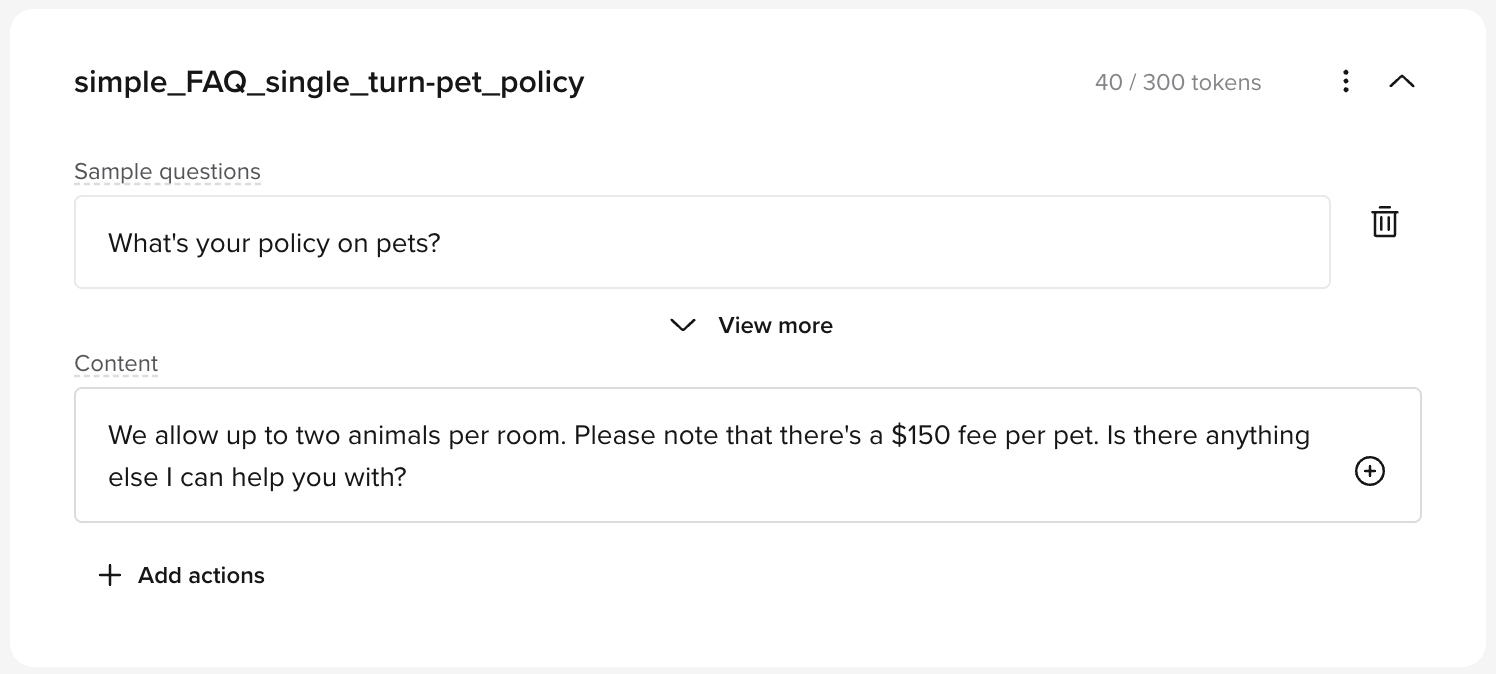 simple_FAQ_single_turn-pet_policy
40 / 300 tokens
Sample questions
What's your policy on pets?
View more
Content
We allow up to two animals per room. Please note that there's a $150 fee per pet. Is there anything
else I can help you with?
Add actions